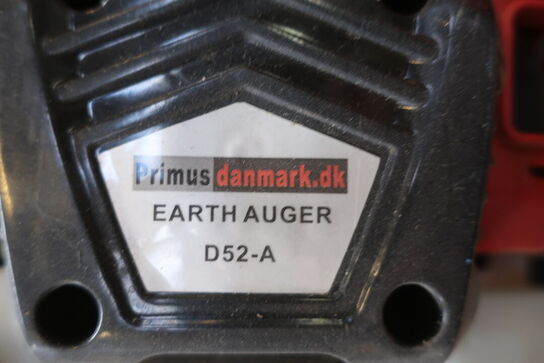 Primus danmark.dk
EARTH AUGER
D52-A